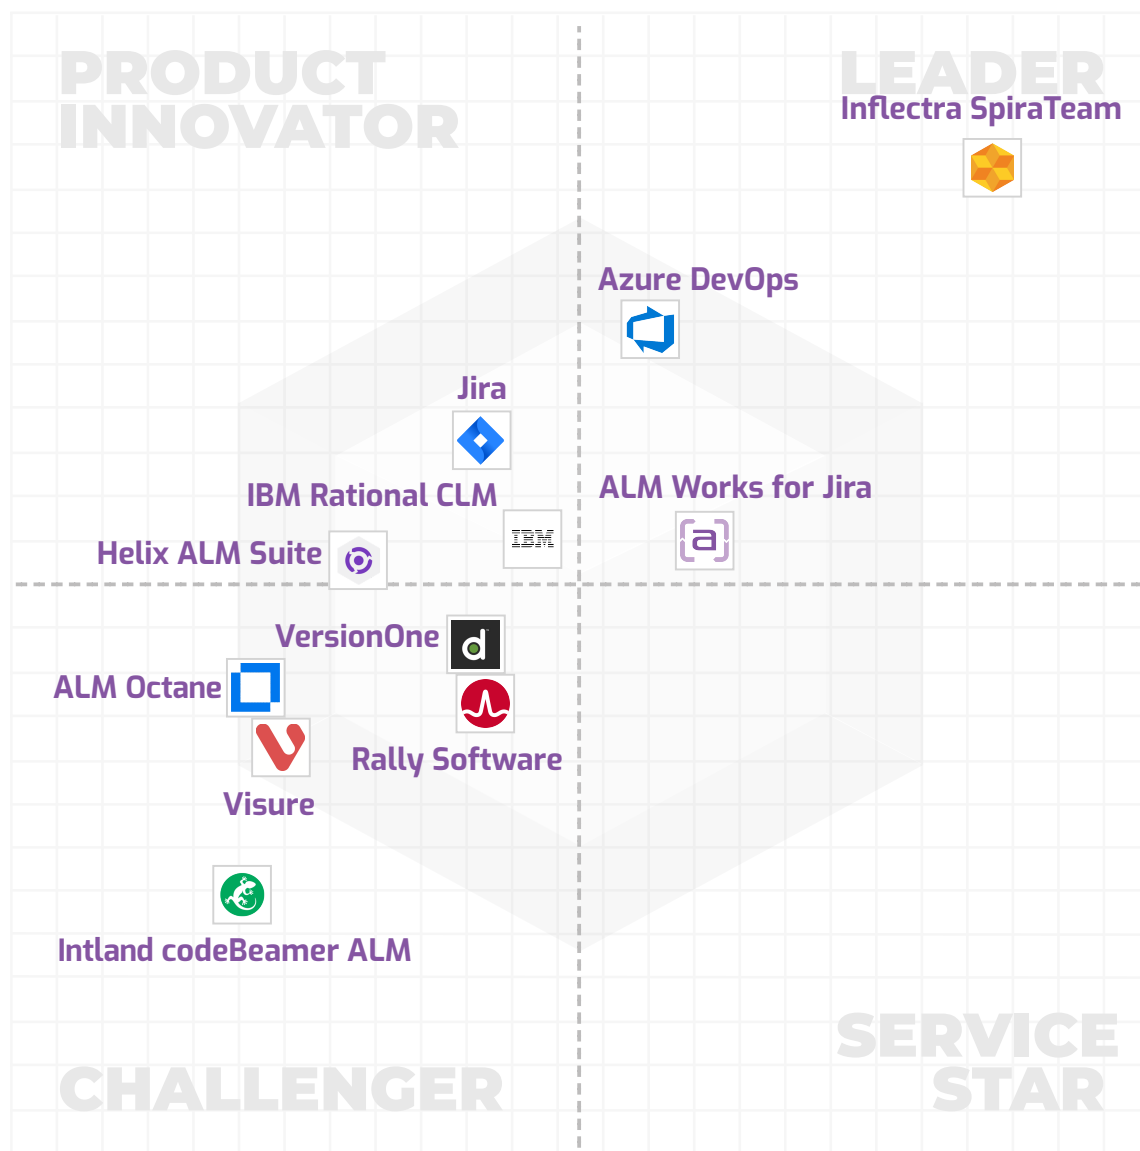 PRODUCT
INNOVATOR
LEADER
Inflectra SpiraTeam
Azure DevOps
Jira
IBM Rational CLM
ALM Works for Jira
IBM
a
Helix ALM Suite
VersionOne
d
ALM Octane
Rally Software
Visure
Intland codeBeamer ALM
SERVICE
STAR
CHALLENGER